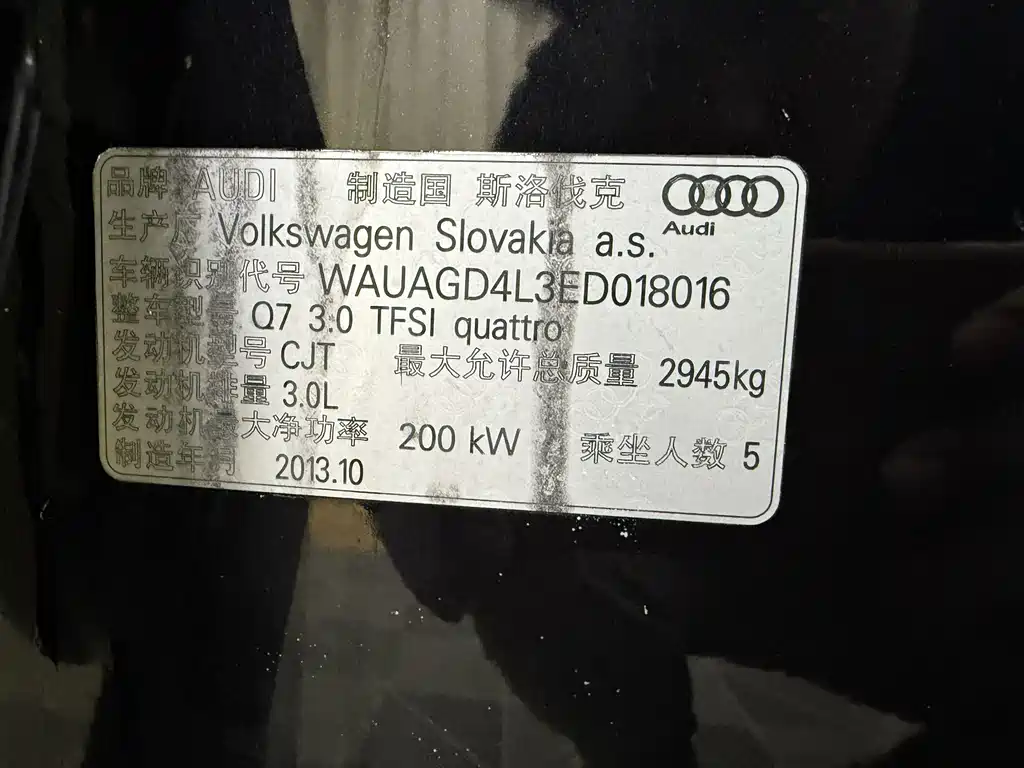 品牌 AUDI 制造国 斯洛伐克
Audi
生产厂 Volkswagen Slovakia a.s.
车辆识别代号 WAUAGD4L3ED018016
整车型号 Q7 3.0 TFSI quattro
发动机型号 CJT 最大允许总质量 2945kg
发动机排量 3.0L
发动机最大净功率 200 kW 乘坐人数 5
制造年月 2013.10